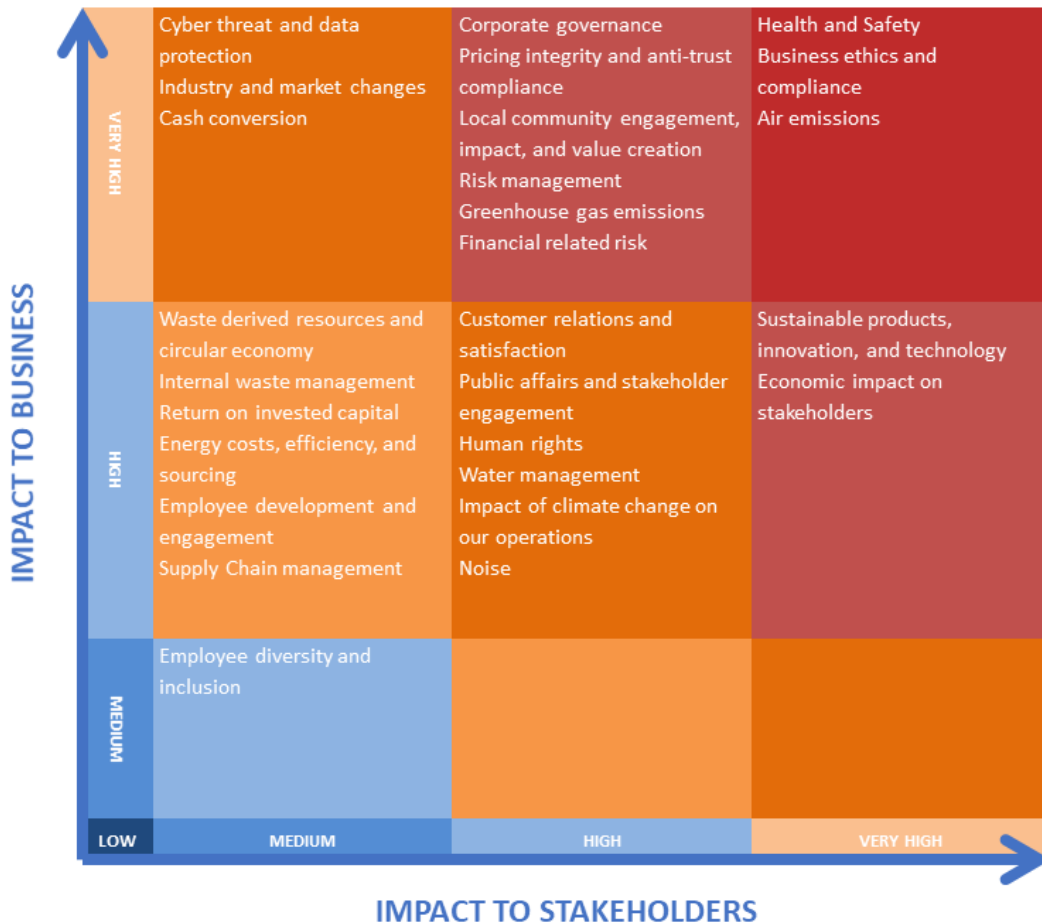 IMPACT TO BUSINESS
VERY HIGH
Cyber threat and data
protection
Industry and market changes
Cash conversion
Corporate governance
Pricing integrity and anti-trust
compliance
Local community engagement,
impact, and value creation
Risk management
Greenhouse gas emissions
Financial related risk
Health and Safety
Business ethics and
compliance
Air emissions
HIGH
Waste derived resources and
circular economy
Internal waste management
Return on invested capital
Energy costs, efficiency, and
sourcing
Employee development and
engagement
Supply Chain management
Customer relations and
satisfaction
Public affairs and stakeholder
engagement
Human rights
Water management
Impact of climate change on
our operations
Noise
Sustainable products,
innovation, and technology
Economic impact on
stakeholders
MEDIUM
Employee diversity and
inclusion
LOW
MEDIUM
HIGH
VERY HIGH
IMPACT TO STAKEHOLDERS